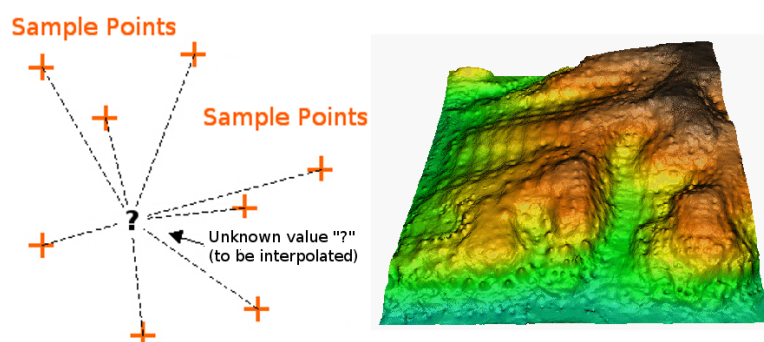 Sample Points
Sample Points
?
Unknown value "?"
(to be interpolated)